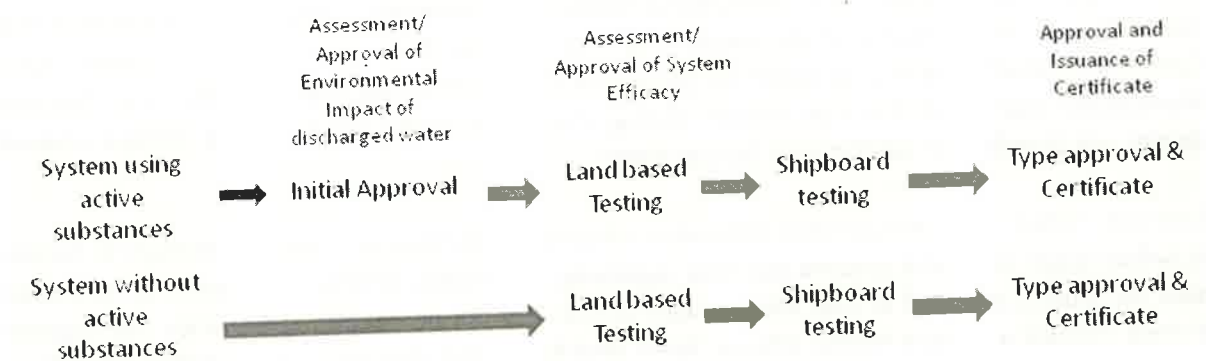 Assessment/
Approval of
Environmental
Impact of
discharged water
Assessment/
Approval of System
Efficacy
Approval and
Issuance of
Certificate
System using
active
substances
Initial Approval
Land based
Testing
Shipboard
testing
Type approval &
Certificate
System without
active
substances
Land based
Testing
Shipboard
testing
Type approval &
Certificate